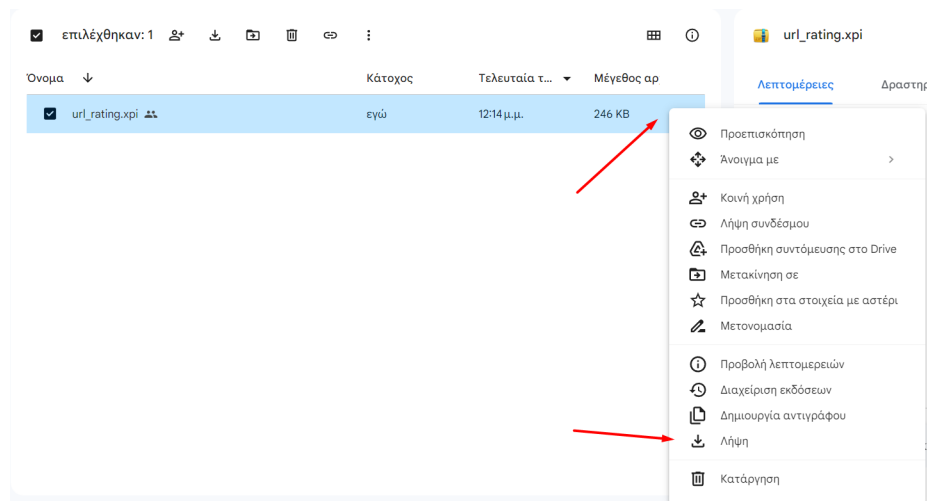 επιλέχθηκαν: 1
url_rating.xpi
Όνομα Κάτοχος Τελευταία τ... Μέγεθος αρ
Λεπτομέρειες Δραστηρ
url_rating.xpi εγώ 12:14 μ.μ. 246 KB
Προεπισκόπηση
Άνοιγμα με
Κοινή χρήση
Λήψη συνδέσμου
Προσθήκη συντόμευσης στο Drive
Μετακίνηση σε
Προσθήκη στα στοιχεία με αστέρι
Μετονομασία
Προβολή λεπτομερειών
Διαχείριση εκδόσεων
Δημιουργία αντιγράφου
Λήψη
Κατάργηση